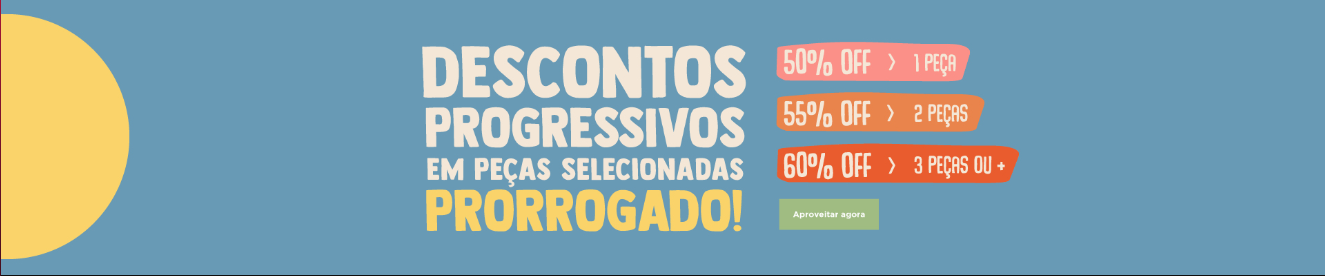 DESCONTOS
PROGRESSIVOS
EM PEÇAS SELECIONADAS
PRORROGADO!
50% OFF > 1 PEÇA
55% OFF > 2 PEÇAS
60% OFF > 3 PEÇAS OU +
Aproveitar agora